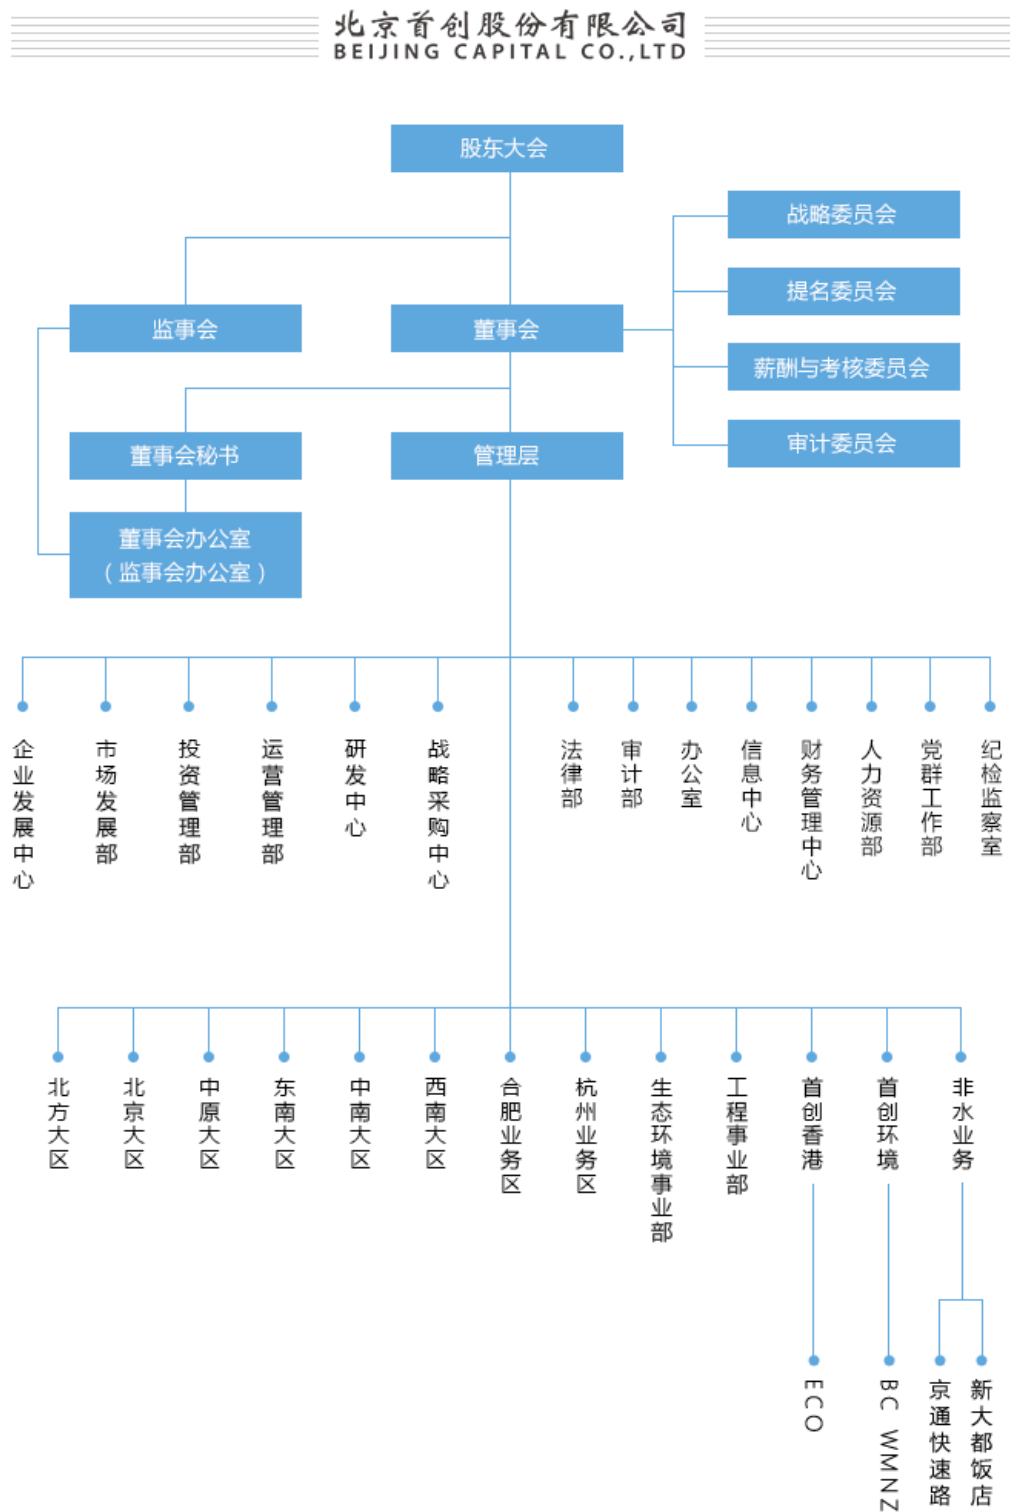 北京首创股份有限公司
BEIJING CAPITAL CO.,LTD
股东大会
战略委员会
提名委员会
监事会
董事会
薪酬与考核委员会
董事会秘书
管理层
审计委员会
董事会办公室
（监事会办公室）
企业发展中心
市场发展部
投资管理部
运营管理部
研发中心
战略采购中心
法律部
审计部
办公室
信息中心
财务管理中心
人力资源部
党群工作部
纪检监察室
北方大区
北京大区
中原大区
东南大区
中南大区
西南大区
合肥业务区
杭州业务区
生态环境事业部
工程事业部
首创香港
首创环境
非水业务
ECO
BC WMNZ
京通快速路
新大都饭店